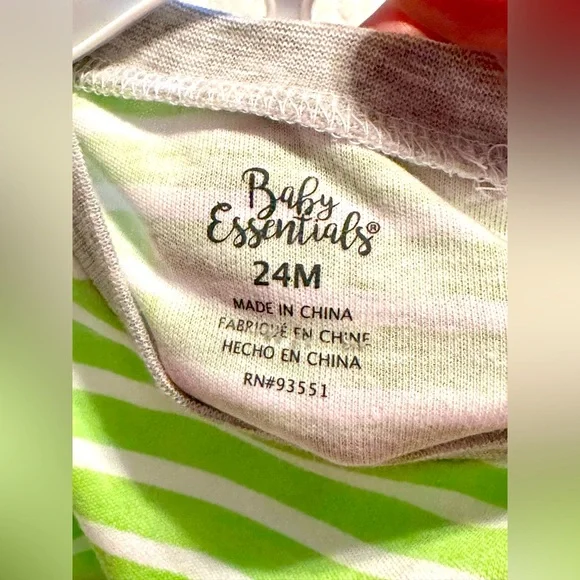 Baby
Essentials®
24M
MADE IN CHINA
FABRIQUÉ EN CHINE
HECHO EN CHINA
RN#93551